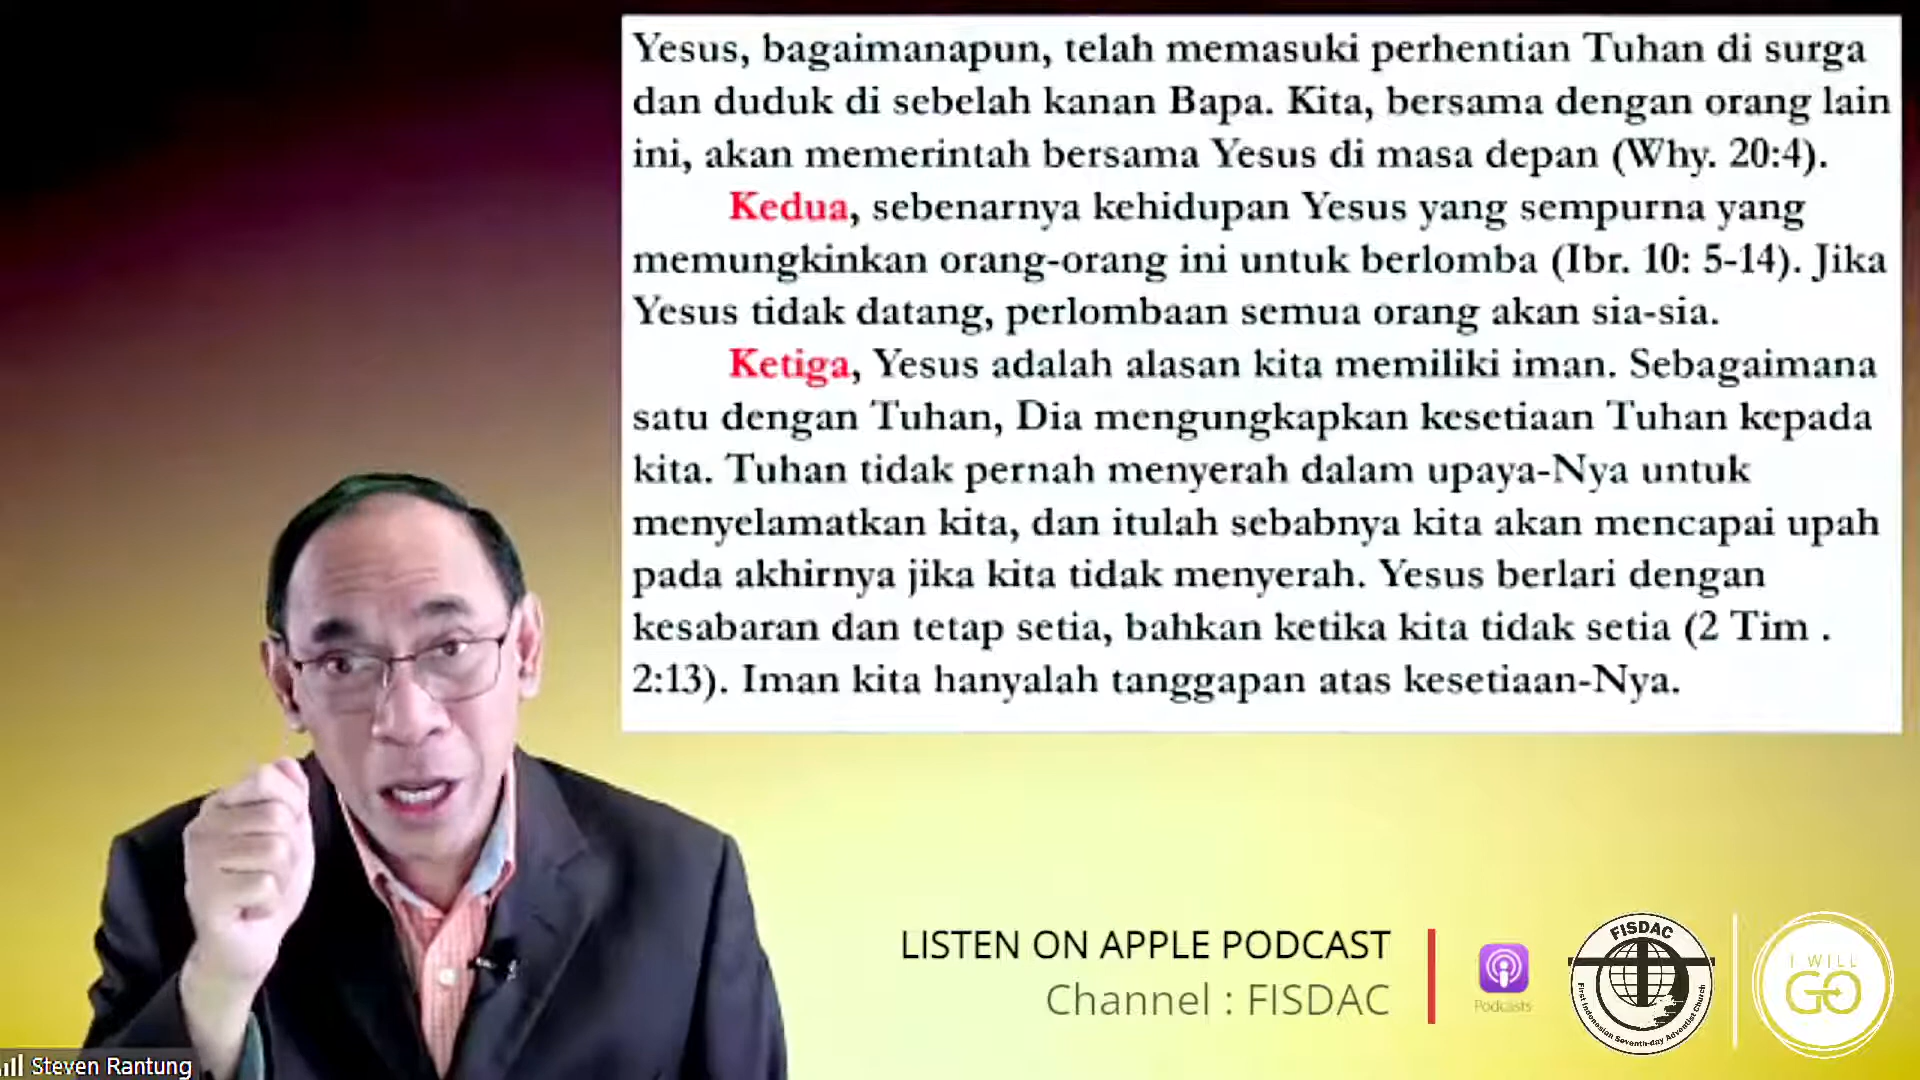 Yesus, bagaimanapun, telah memasuki perhentian Tuhan di surga
dan duduk di sebelah kanan Bapa. Kita, bersama dengan orang lain
ini, akan memerintah bersama Yesus di masa depan (Why. 20:4).
Kedua, sebenarnya kehidupan Yesus yang sempurna yang
memungkinkan orang-orang ini untuk berlomba (Ibr. 10: 5-14). Jika
Yesus tidak datang, perlombaan semua orang akan sia-sia.
Ketiga, Yesus adalah alasan kita memiliki iman. Sebagaimana
satu dengan Tuhan, Dia mengungkapkan kesetiaan Tuhan kepada
kita. Tuhan tidak pernah menyerah dalam upaya-Nya untuk
menyelamatkan kita, dan itulah sebabnya kita akan mencapai upah
pada akhirnya jika kita tidak menyerah. Yesus berlari dengan
kesabaran dan tetap setia, bahkan ketika kita tidak setia (2 Tim .
2:13). Iman kita hanyalah tanggapan atas kesetiaan-Nya.
LISTEN ON APPLE PODCAST
Channel : FISDAC
Podcasts
FISDAC
First Indonesian Seventh-day Adventist Church
I WILL
GO
Steven Rantung